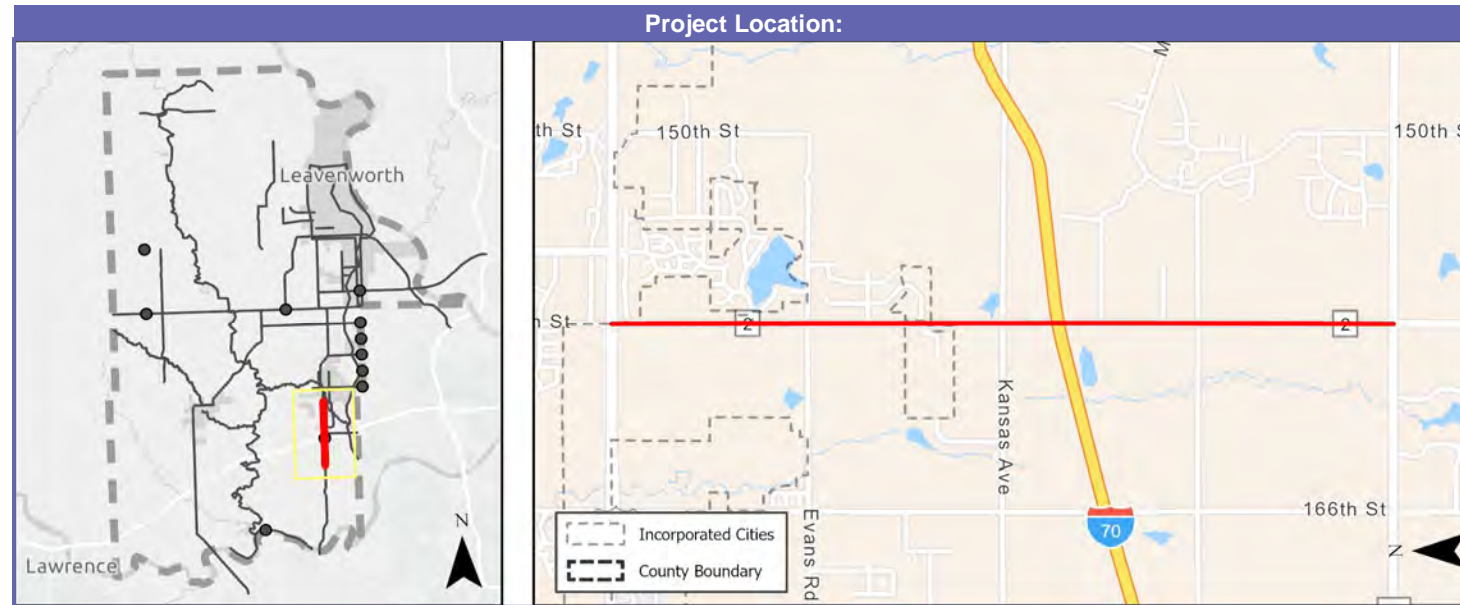 Project Location:
Leavenworth
Lawrence
N
th St
150th St
150th S
W
h St
2
2
Kansas Ave
Evans Rd
166th St
70
N
Incorporated Cities
County Boundary